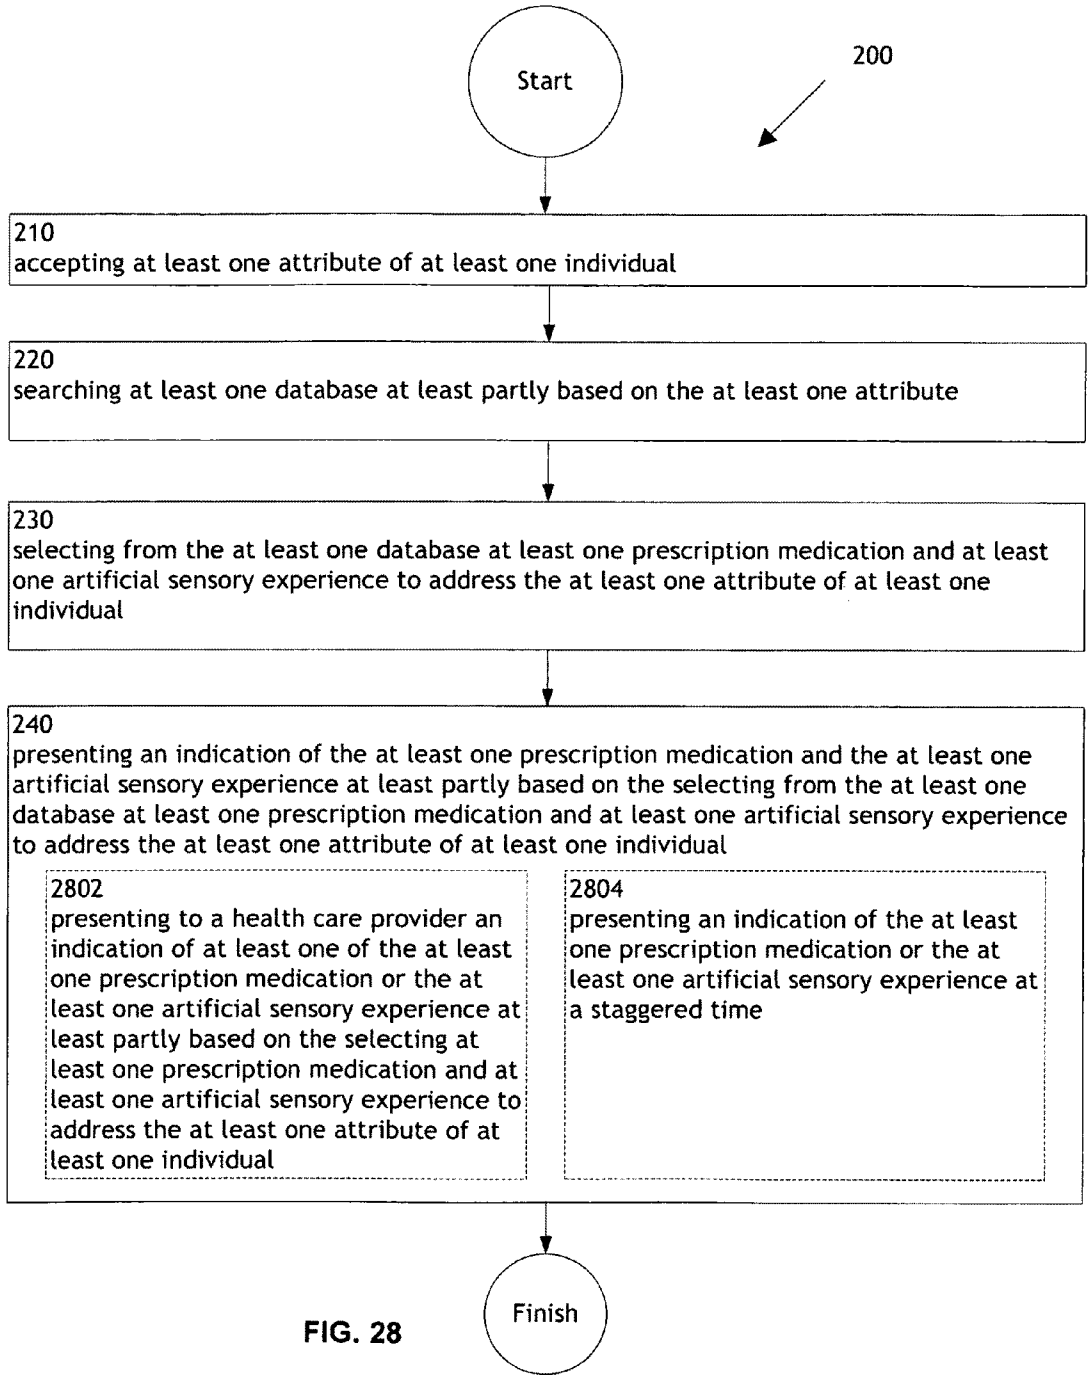 Start
200
210
accepting at least one attribute of at least one individual
220
searching at least one database at least partly based on the at least one attribute
230
selecting from the at least one database at least one prescription medication and at least
one artificial sensory experience to address the at least one attribute of at least one
individual
240
presenting an indication of the at least one prescription medication and the at least one
artificial sensory experience at least partly based on the selecting from the at least one
database at least one prescription medication and at least one artificial sensory experience
to address the at least one attribute of at least one individual
2802
presenting to a health care provider an
indication of at least one of the at least
one prescription medication or the at
least one artificial sensory experience at
least partly based on the selecting at
least one prescription medication and at
least one artificial sensory experience to
address the at least one attribute of at
least one individual
2804
presenting an indication of the at least
one prescription medication or the at
least one artificial sensory experience at
a staggered time
Finish
FIG. 28